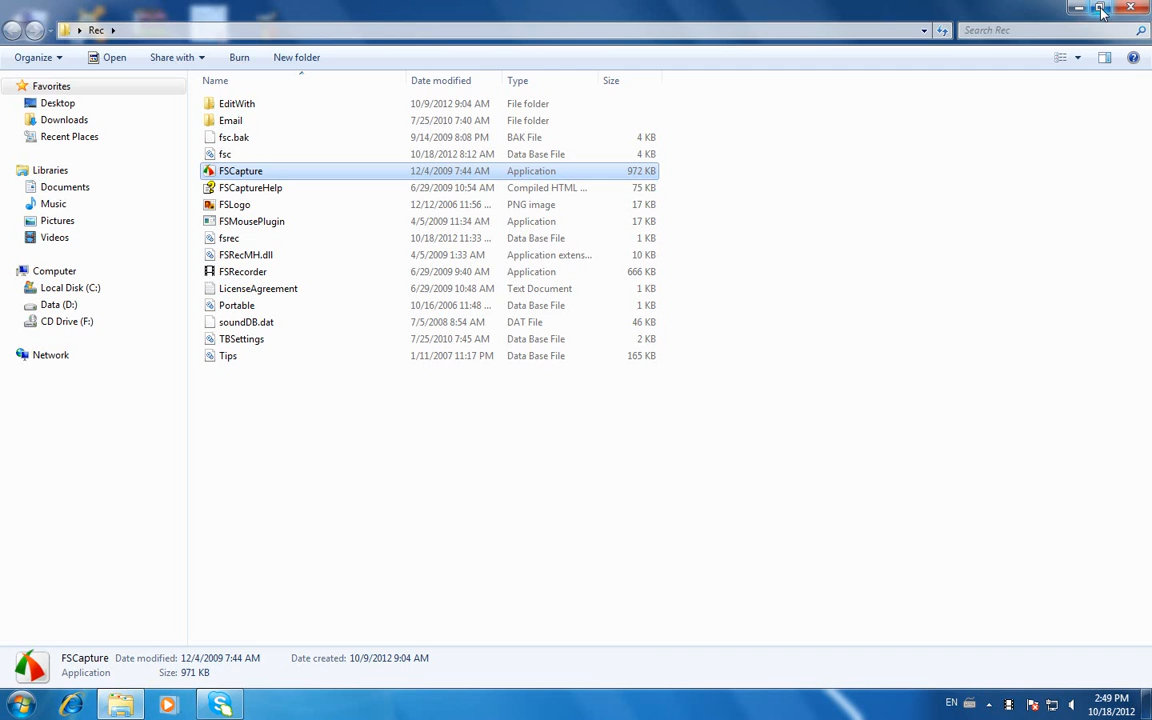 Rec
Search Rec
Organize Open Share with Burn New folder
Name Date modified Type Size
Favorites
Desktop
Downloads
Recent Places
Libraries
Documents
Music
Pictures
Videos
Computer
Local Disk (C:)
Data (D:)
CD Drive (F:)
Network
EditWith 10/9/2012 9:04 AM File folder
Email 7/25/2010 7:40 AM File folder
fsc.bak 9/14/2009 8:08 PM BAK File 4 KB
fsc 10/18/2012 8:12 AM Data Base File 4 KB
FSCapture 12/4/2009 7:44 AM Application 972 KB
FSCaptureHelp 6/29/2009 10:54 AM Compiled HTML ... 75 KB
FSLogo 12/12/2006 11:56 ... PNG image 17 KB
FSMousePlugin 4/5/2009 11:34 AM Application 17 KB
fsrec 10/18/2012 11:33 ... Data Base File 1 KB
FSRecMH.dll 4/5/2009 1:33 AM Application extens... 10 KB
FSRecorder 6/29/2009 9:40 AM Application 666 KB
LicenseAgreement 6/29/2009 10:48 AM Text Document 1 KB
Portable 10/16/2006 11:48 ... Data Base File 1 KB
soundDB.dat 7/5/2008 8:54 AM DAT File 46 KB
TBSettings 7/25/2010 7:45 AM Data Base File 2 KB
Tips 1/11/2007 11:17 PM Data Base File 165 KB
FSCapture Date modified: 12/4/2009 7:44 AM Date created: 10/9/2012 9:04 AM
Application Size: 971 KB
EN
2:49 PM
10/18/2012